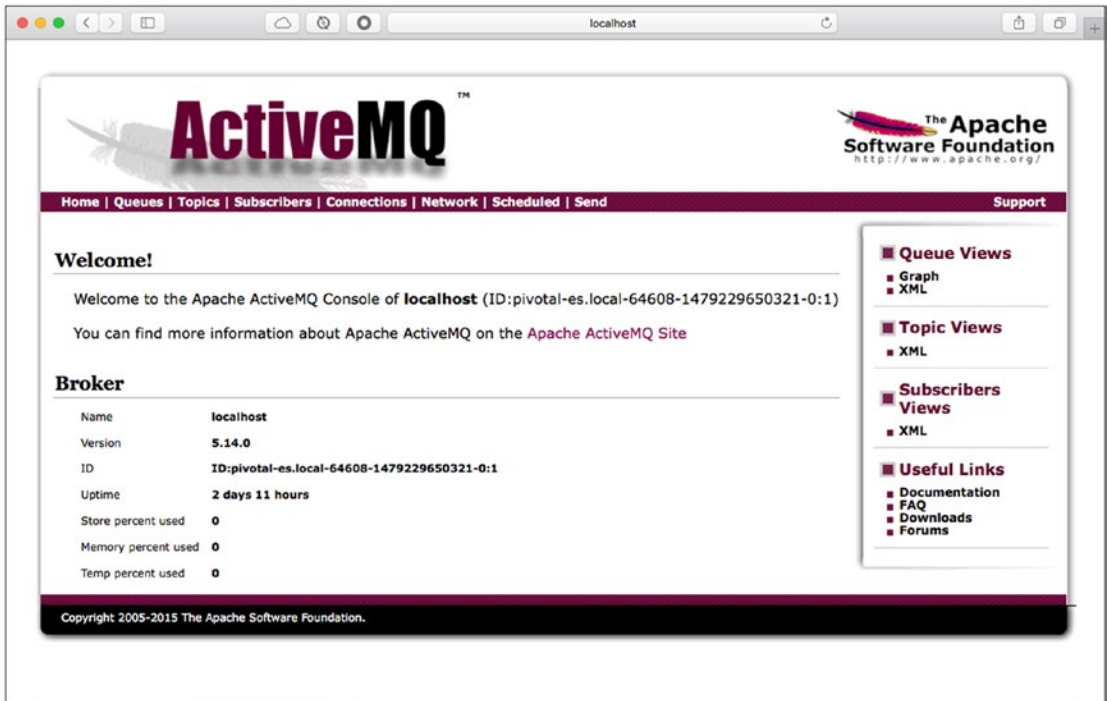 localhost
ActiveMQ™
The Apache
Software Foundation
http://www.apache.org/
Home | Queues | Topics | Subscribers | Connections | Network | Scheduled | Send
Support
Welcome!
Welcome to the Apache ActiveMQ Console of localhost (ID:pivotal-es.local-64608-1479229650321-0:1)
You can find more information about Apache ActiveMQ on the Apache ActiveMQ Site
Broker
Name localhost
Version 5.14.0
ID ID:pivotal-es.local-64608-1479229650321-0:1
Uptime 2 days 11 hours
Store percent used 0
Memory percent used 0
Temp percent used 0
Queue Views
Graph
XML
Topic Views
XML
Subscribers
Views
XML
Useful Links
Documentation
FAQ
Downloads
Forums
Copyright 2005-2015 The Apache Software Foundation.